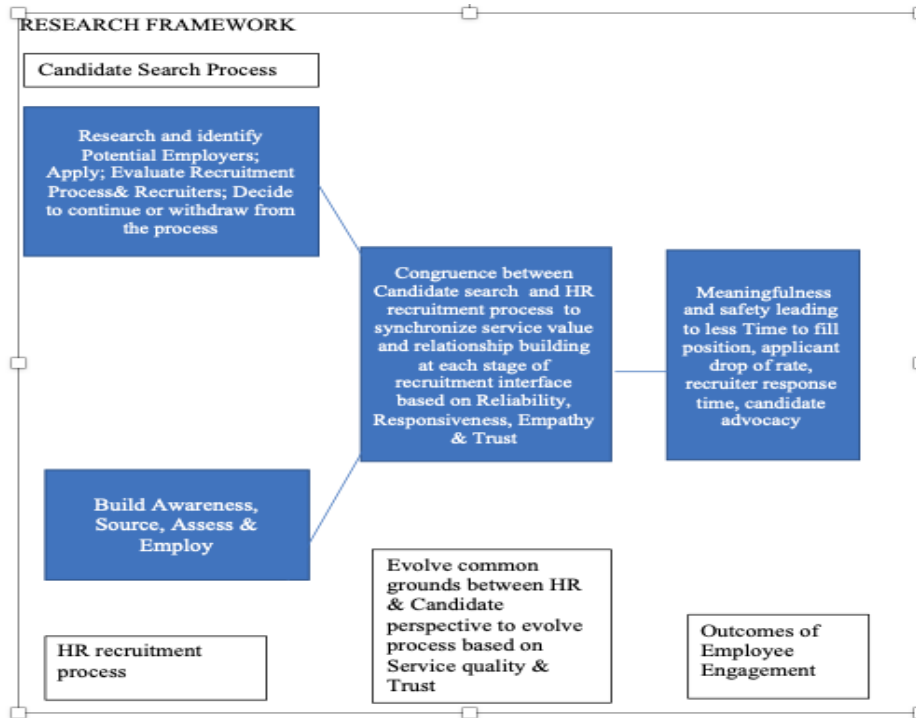 RESEARCH FRAMEWORK
Candidate Search Process
Research and identify
Potential Employers;
Apply; Evaluate Recruitment
Process& Recruiters; Decide
to continue or withdraw from
the process
Congruence between
Candidate search and HR
recruitment process to
synchronize service value
and relationship building
at each stage of
recruitment interface
based on Reliability,
Responsiveness, Empathy
& Trust
Meaningfulness
and safety leading
to less Time to fill
position, applicant
drop of rate,
recruiter response
time, candidate
advocacy
Build Awareness,
Source, Assess &
Employ
HR recruitment
process
Evolve common
grounds between HR
& Candidate
perspective to evolve
process based on
Service quality &
Trust
Outcomes of
Employee
Engagement